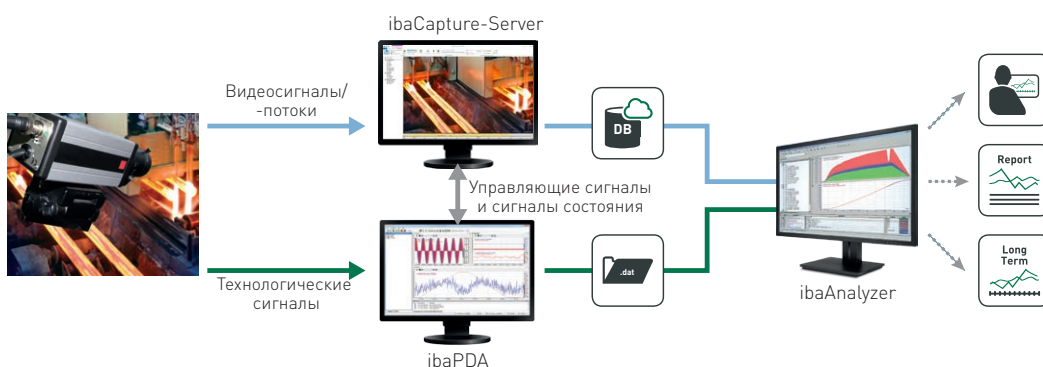 ibaCapture-Server
Видеосигналы/
-потоки
DB
Управляющие сигналы
и сигналы состояния
Report
.dat
Long
Term
Технологические
сигналы
ibaAnalyzer
ibaPDA